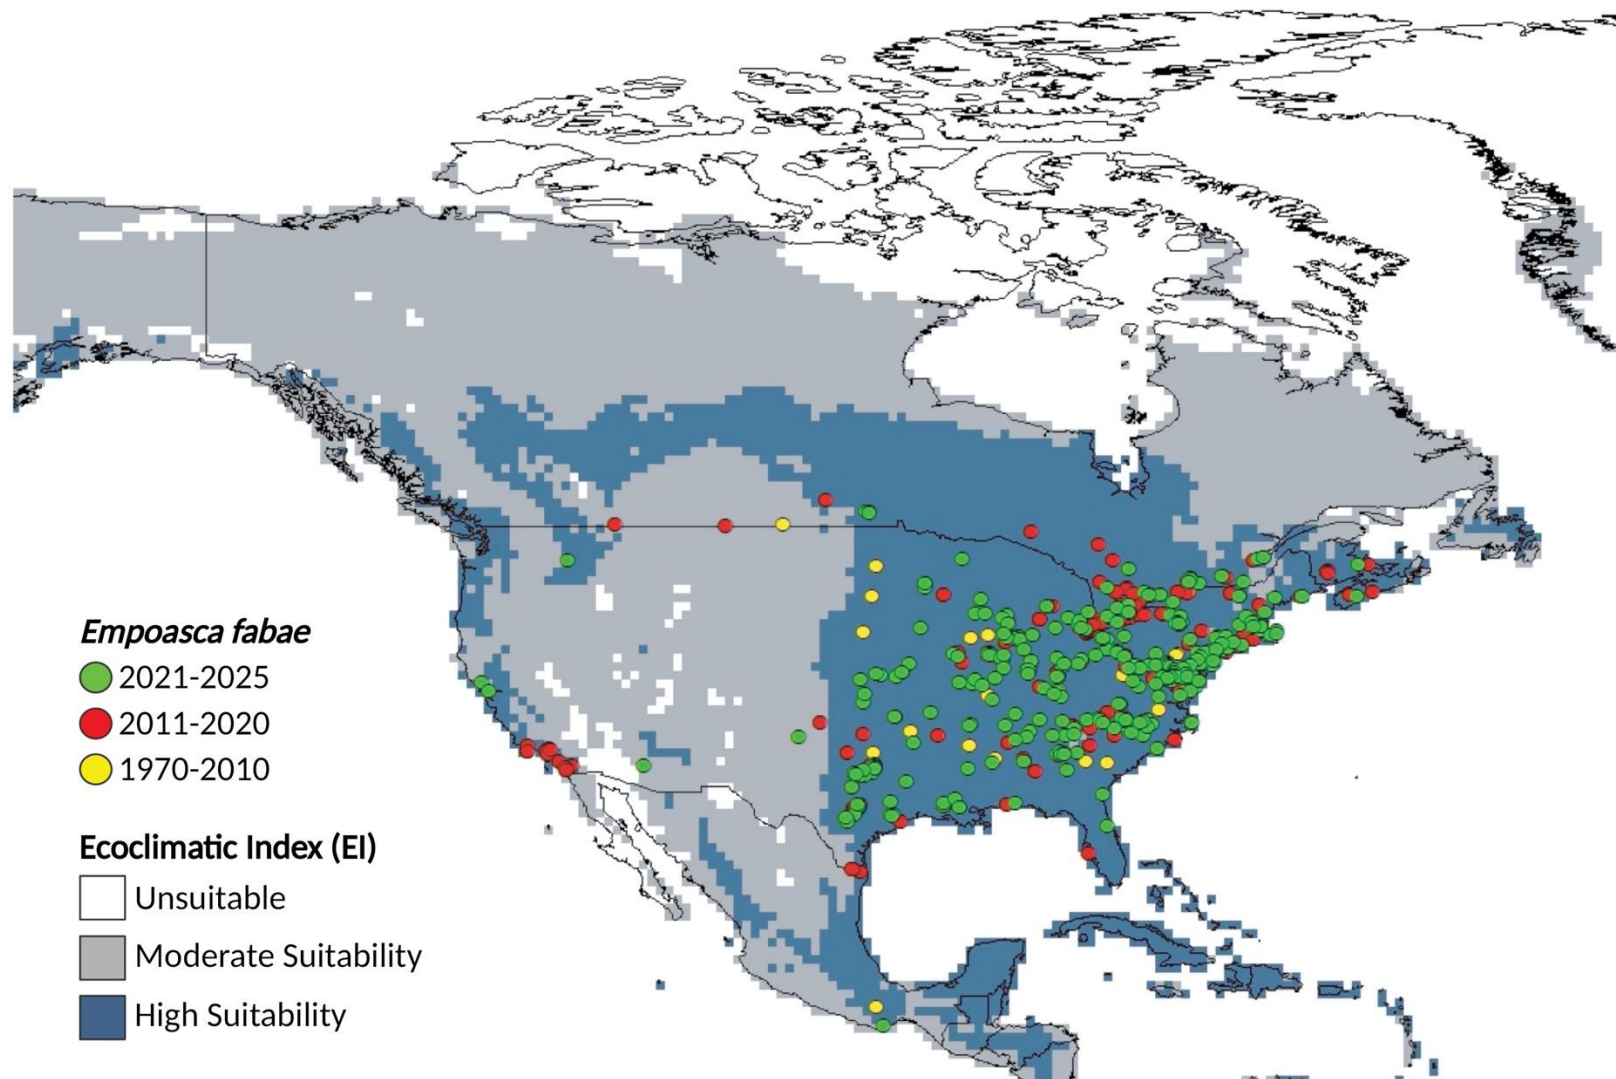 Empoasca fabae
2021-2025
2011-2020
1970-2010
Ecoclimatic Index (EI)
Unsuitable
Moderate Suitability
High Suitability